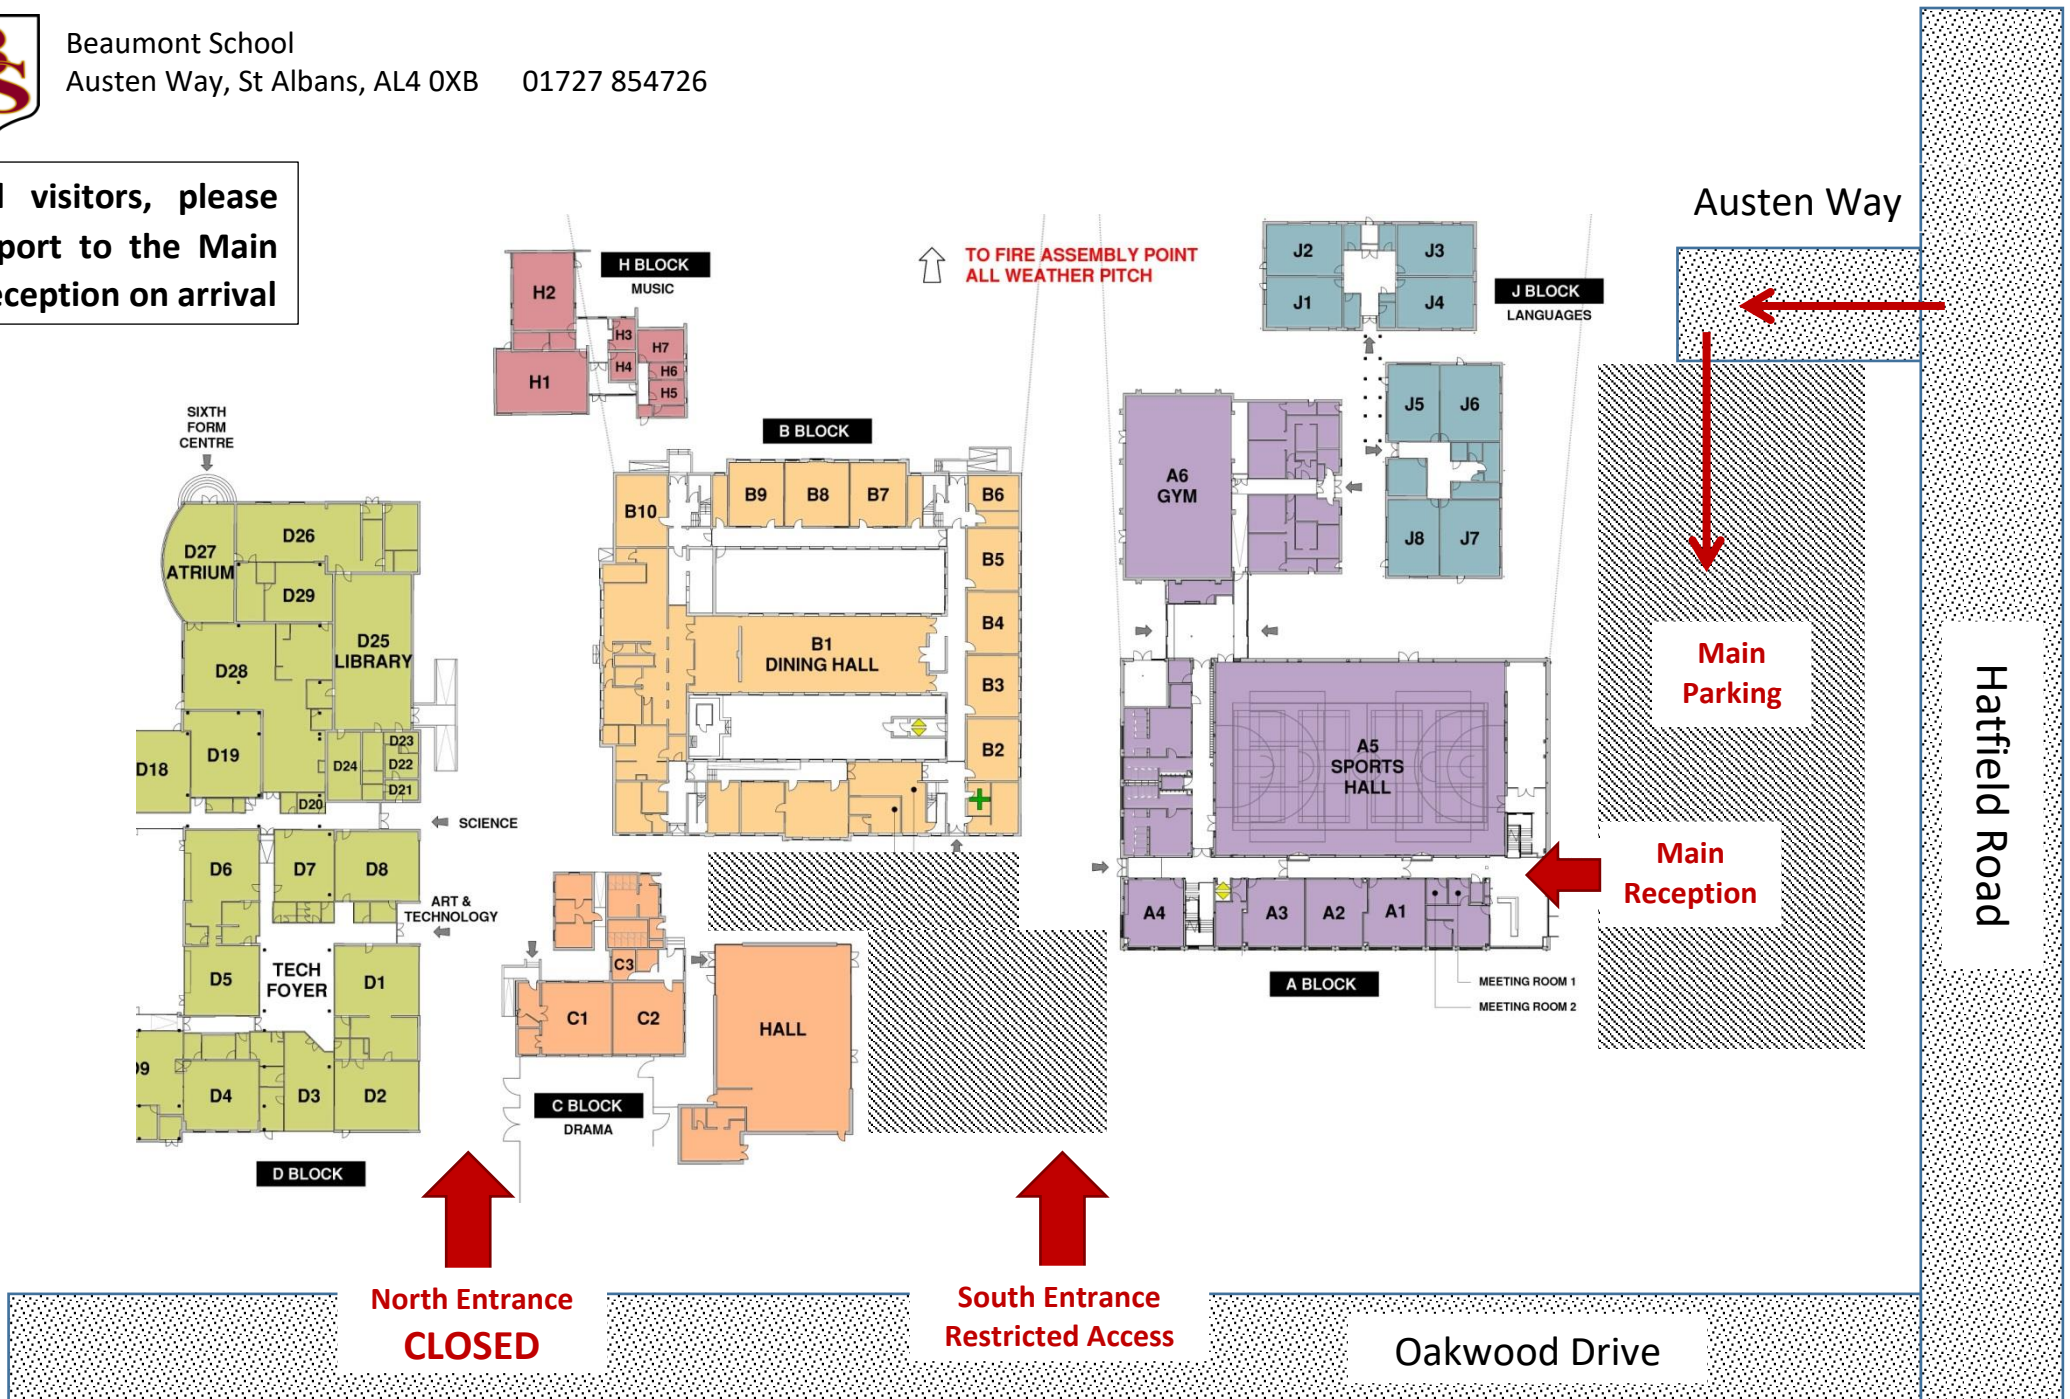 Beaumont School
Austen Way, St Albans, AL4 0XB 01727 854726
visitors, please
port to the Main
eception on arrival
Austen Way
H BLOCK
MUSIC
TO FIRE ASSEMBLY POINT
ALL WEATHER PITCH
J BLOCK
LANGUAGES
J2
J3
J1
J4
H2
H3
H7
H4
H6
H1
H5
J5
J6
J8
J7
SIXTH
FORM
CENTRE
B BLOCK
B10
B9
B8
B7
B6
B5
B4
B3
B2
B1
DINING HALL
A6
GYM
D27
ATRIUM
D26
D29
D25
LIBRARY
D28
D19
D18
D24
D23
D22
D21
D20
SCIENCE
D6
D7
D8
ART &
TECHNOLOGY
D5
TECH
FOYER
D1
D4
D3
D2
D BLOCK
C3
C1
C2
HALL
C BLOCK
DRAMA
A5
SPORTS
HALL
A4
A3
A2
A1
A BLOCK
MEETING ROOM 1
MEETING ROOM 2
Main
Parking
Main
Reception
Hatfield Road
North Entrance
CLOSED
South Entrance
Restricted Access
Oakwood Drive